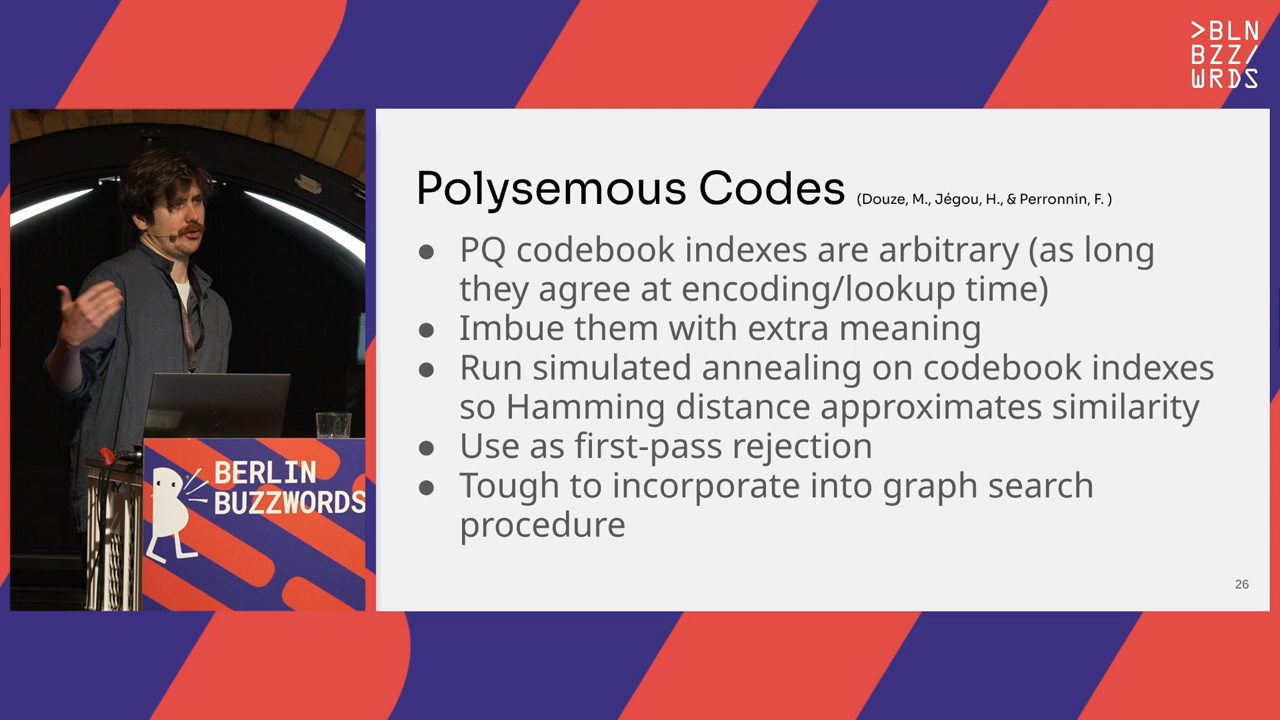 >BLN
BZZ/
WRDS
Polysemous Codes (Douze, M., Jégou, H., & Perronnin, F. )
● PQ codebook indexes are arbitrary (as long
they agree at encoding/lookup time)
● Imbue them with extra meaning
● Run simulated annealing on codebook indexes
so Hamming distance approximates similarity
● Use as first-pass rejection
● Tough to incorporate into graph search
procedure
26
BERLIN
BUZZWORDS